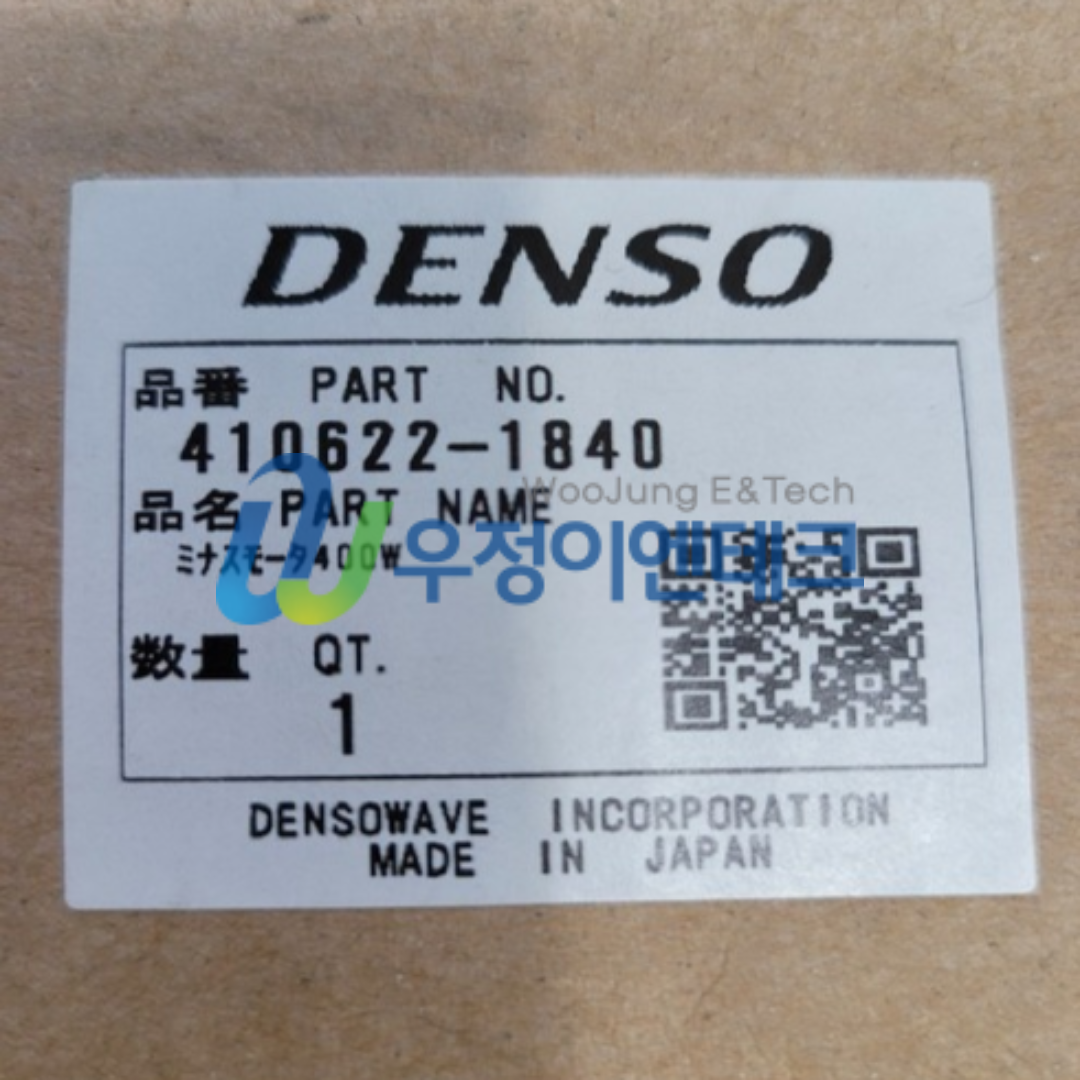 DENSO
品番 PART NO.
410622-1840
WooJung E&Tech
品名 PART NAME
ミナスモータ400W
우정이엔테크
数量 QT.
1
DENSOWAVE INCORPORATION
MADE IN JAPAN